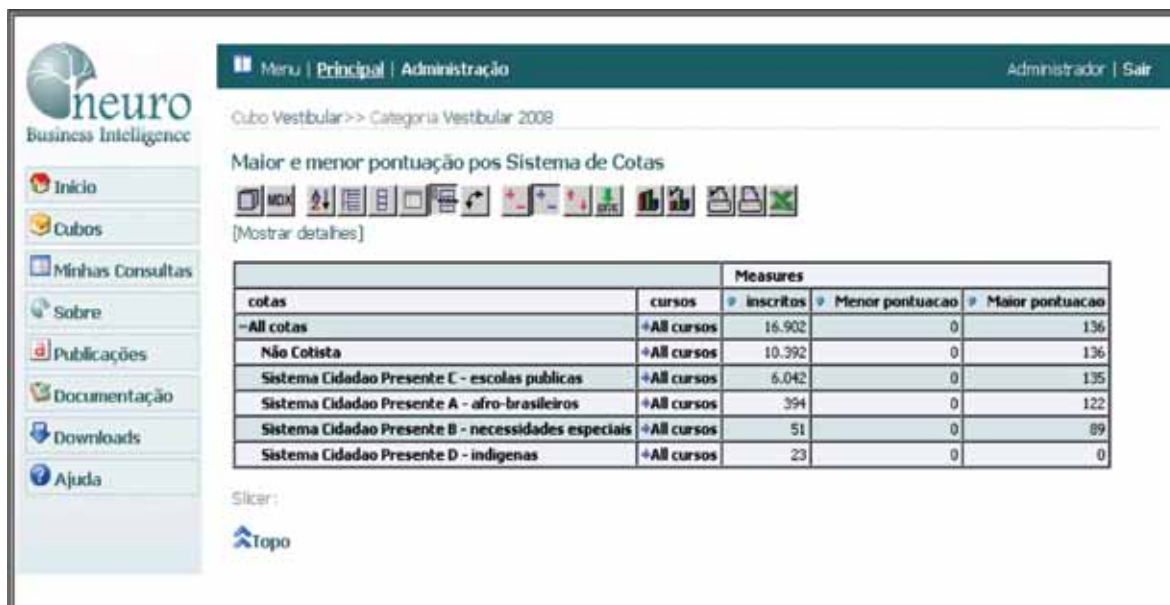 neuro
Business Intelligence
Menu | Principal | Administração
Administrador | Sair
Cubo Vestibular>> Categoria Vestibular 2008
Maior e menor pontuação pos Sistema de Cotas
MDX
[Mostrar detalhes]
Início
Cubos
Minhas Consultas
Sobre
Publicações
Documentação
Downloads
Ajuda
Measures
cotas cursos inscritos Menor pontuacao Maior pontuacao
-All cotas +All cursos 16.902 0 136
Não Cotista +All cursos 10.392 0 136
Sistema Cidadao Presente C - escolas publicas +All cursos 6.042 0 135
Sistema Cidadao Presente A - afro-brasileiros +All cursos 394 0 122
Sistema Cidadao Presente B - necessidades especiais +All cursos 51 0 89
Sistema Cidadao Presente D - indigenas +All cursos 23 0 0
Slicer:
Topo